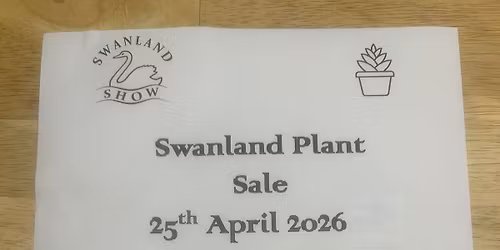 SWANLAND
SHOW
Swanland Plant
Sale
25th April 2026